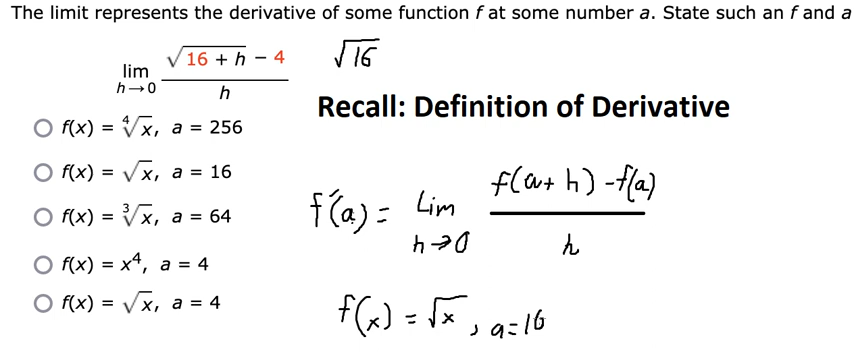 The limit represents the derivative of some function f at some number a. State such an f and a
lim h→0 (√(16 + h) − 4) / h
√16
Recall: Definition of Derivative
f(x) = ∜x, a = 256
f(x) = √x, a = 16
f(x) = ∛x, a = 64
f(x) = x⁴, a = 4
f(x) = √x, a = 4
f'(a) = Lim h→0 (f(a+h) - f(a)) / h
f(x) = √x, a=16